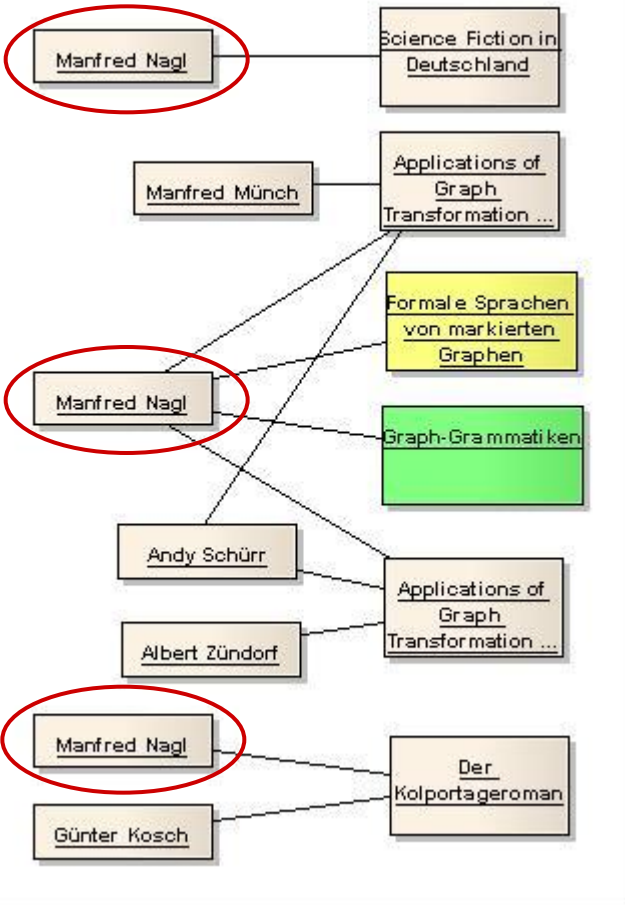 Manfred Nagl
Science Fiction in
Deutschland
Manfred Münch
Applications of
Graph
Transformation ...
Manfred Nagl
Formale Sprachen
von markierten
Graphen
Graph-Grammatiken
Andy Schürr
Applications of
Graph
Transformation ...
Albert Zündorf
Manfred Nagl
Der
Kolportageroman
Günter Kosch